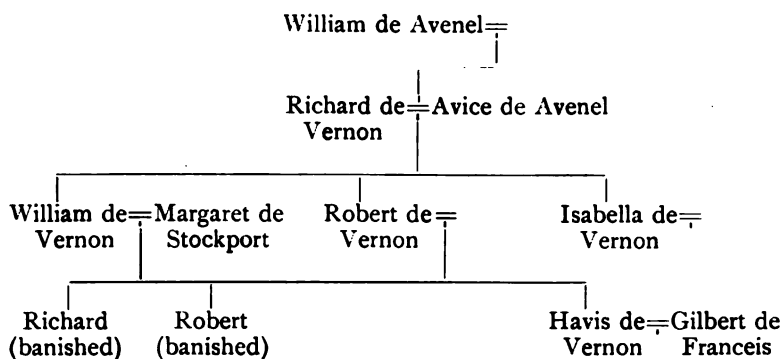 William de Avenel
Richard de Avice de Avenel
Vernon
William de Margaret de Robert de Isabella de
Vernon Stockport Vernon Vernon
Richard Robert Havis de Gilbert de
(banished) (banished) Vernon Franceis